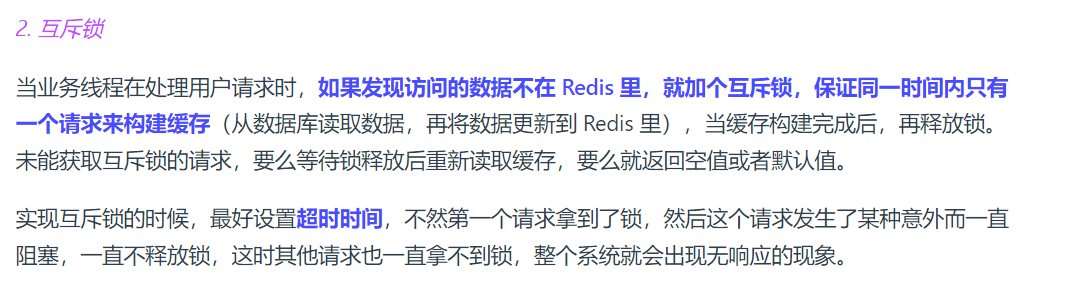 2. 互斥锁
当业务线程在处理用户请求时，如果发现访问的数据不在 Redis 里，就加个互斥锁，保证同一时间内只有
一个请求来构建缓存（从数据库读取数据，再将数据更新到 Redis 里），当缓存构建完成后，再释放锁。
未能获取互斥锁的请求，要么等待锁释放后重新读取缓存，要么就返回空值或者默认值。
实现互斥锁的时候，最好设置超时时间，不然第一个请求拿到了锁，然后这个请求发生了某种意外而一直
阻塞，一直不释放锁，这时其他请求也一直拿不到锁，整个系统就会出现无响应的现象。